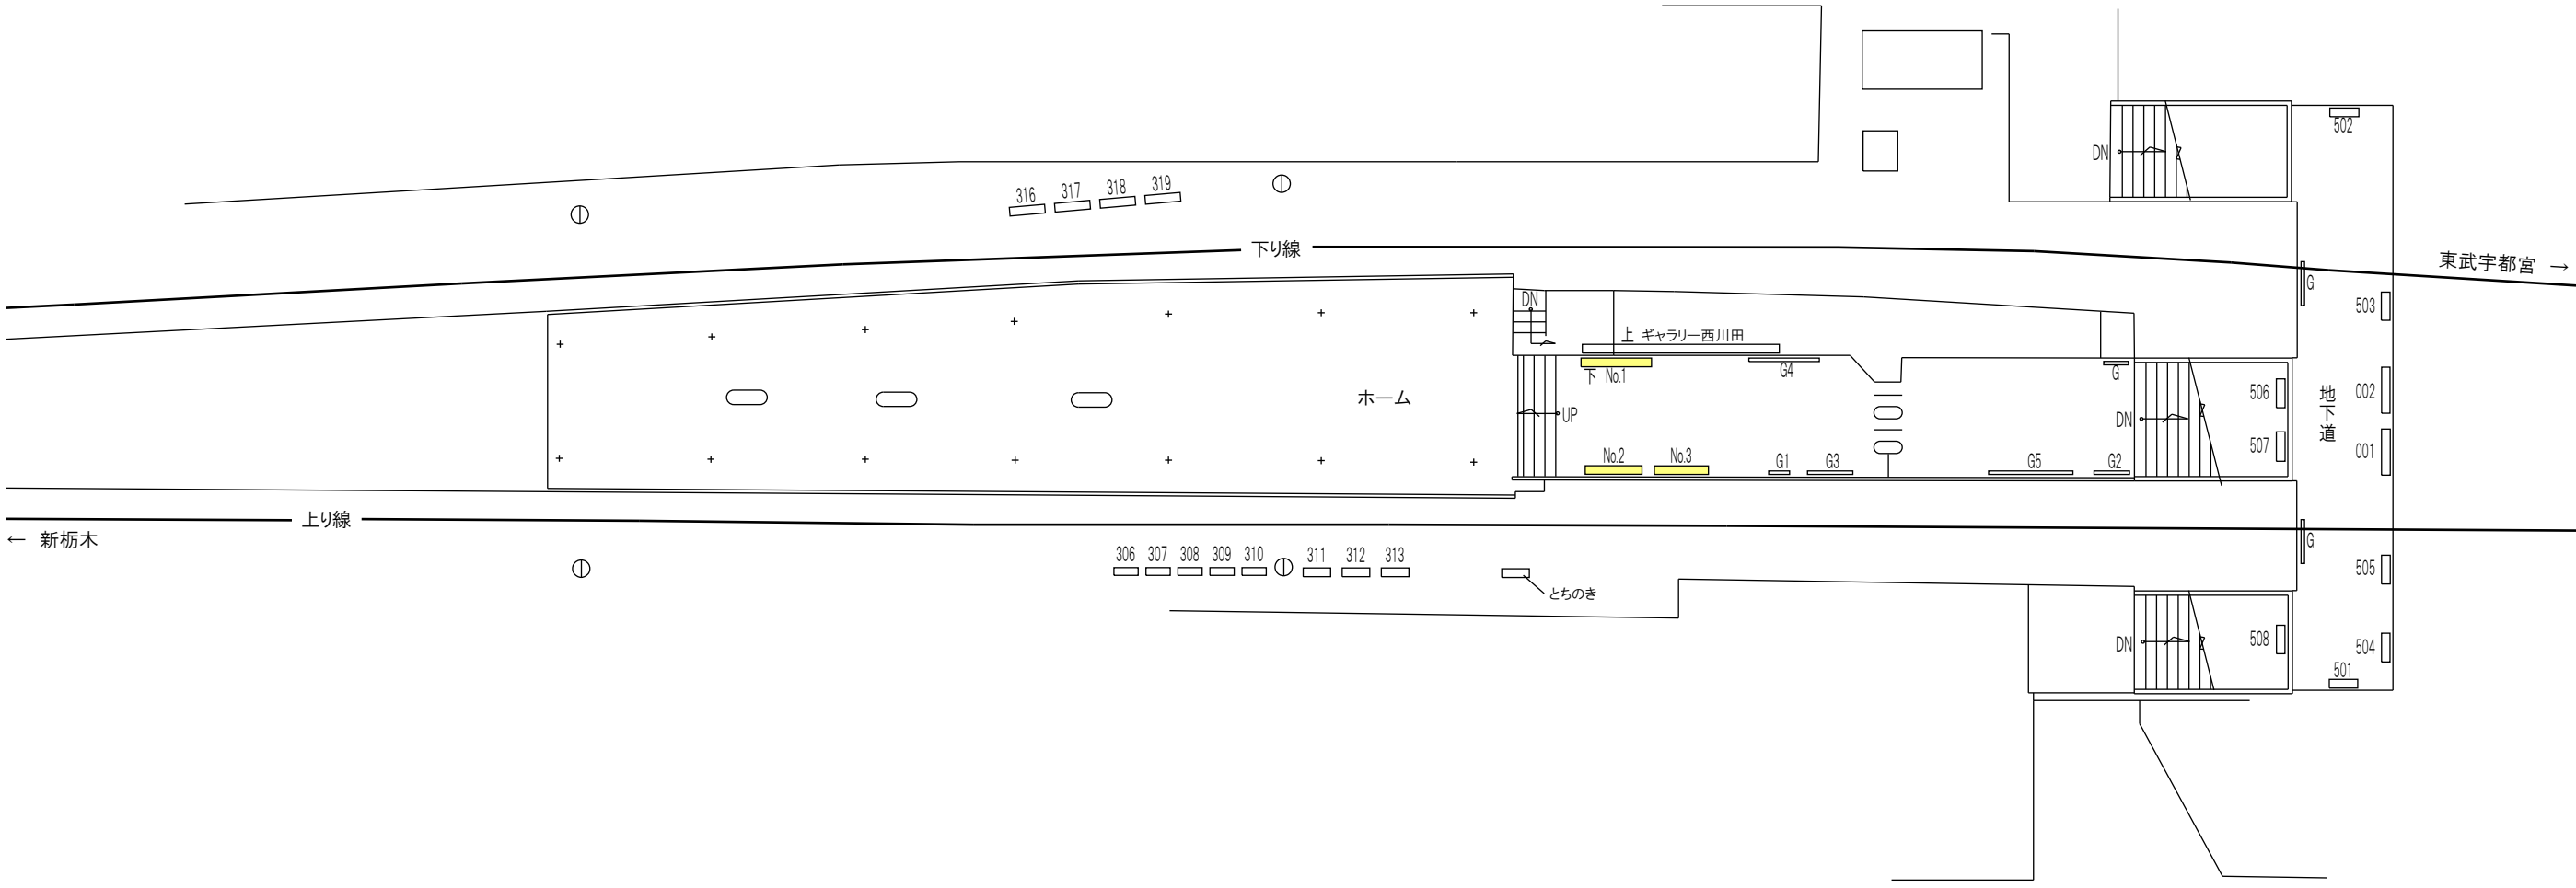 502
DN
319
318
317
316
下り線
東武宇都宮 →
G
503
DN
上 ギャラリー西川田
下 No.1
G4
G
ホーム
506
002
地下道
UP
DN
507
001
No.2
No.3
G1
G3
G5
G2
上り線
← 新栃木
G
306
307
308
309
310
311
312
313
とちのき
505
DN
508
504
501